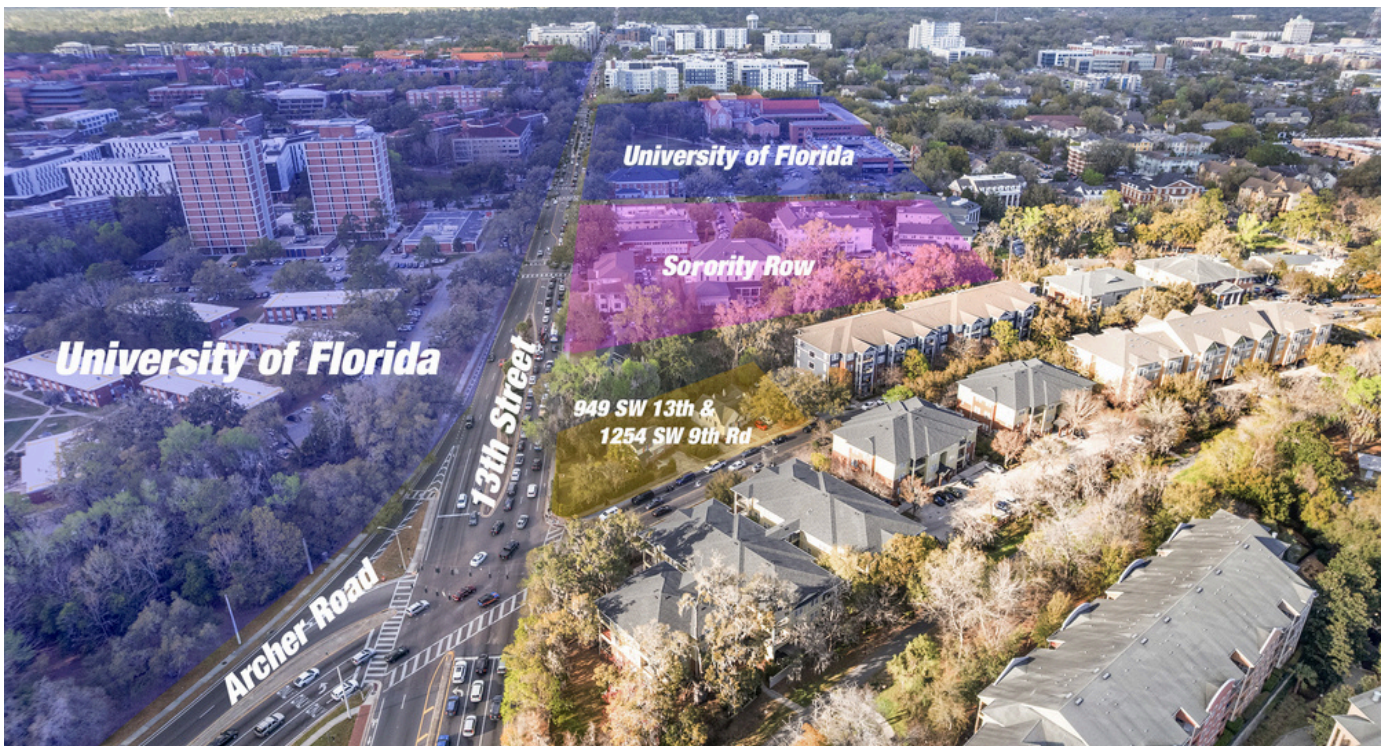 University of Florida
Sorority Row
University of Florida
13th Street
949 SW 13th &
1254 SW 9th Rd
Archer Road